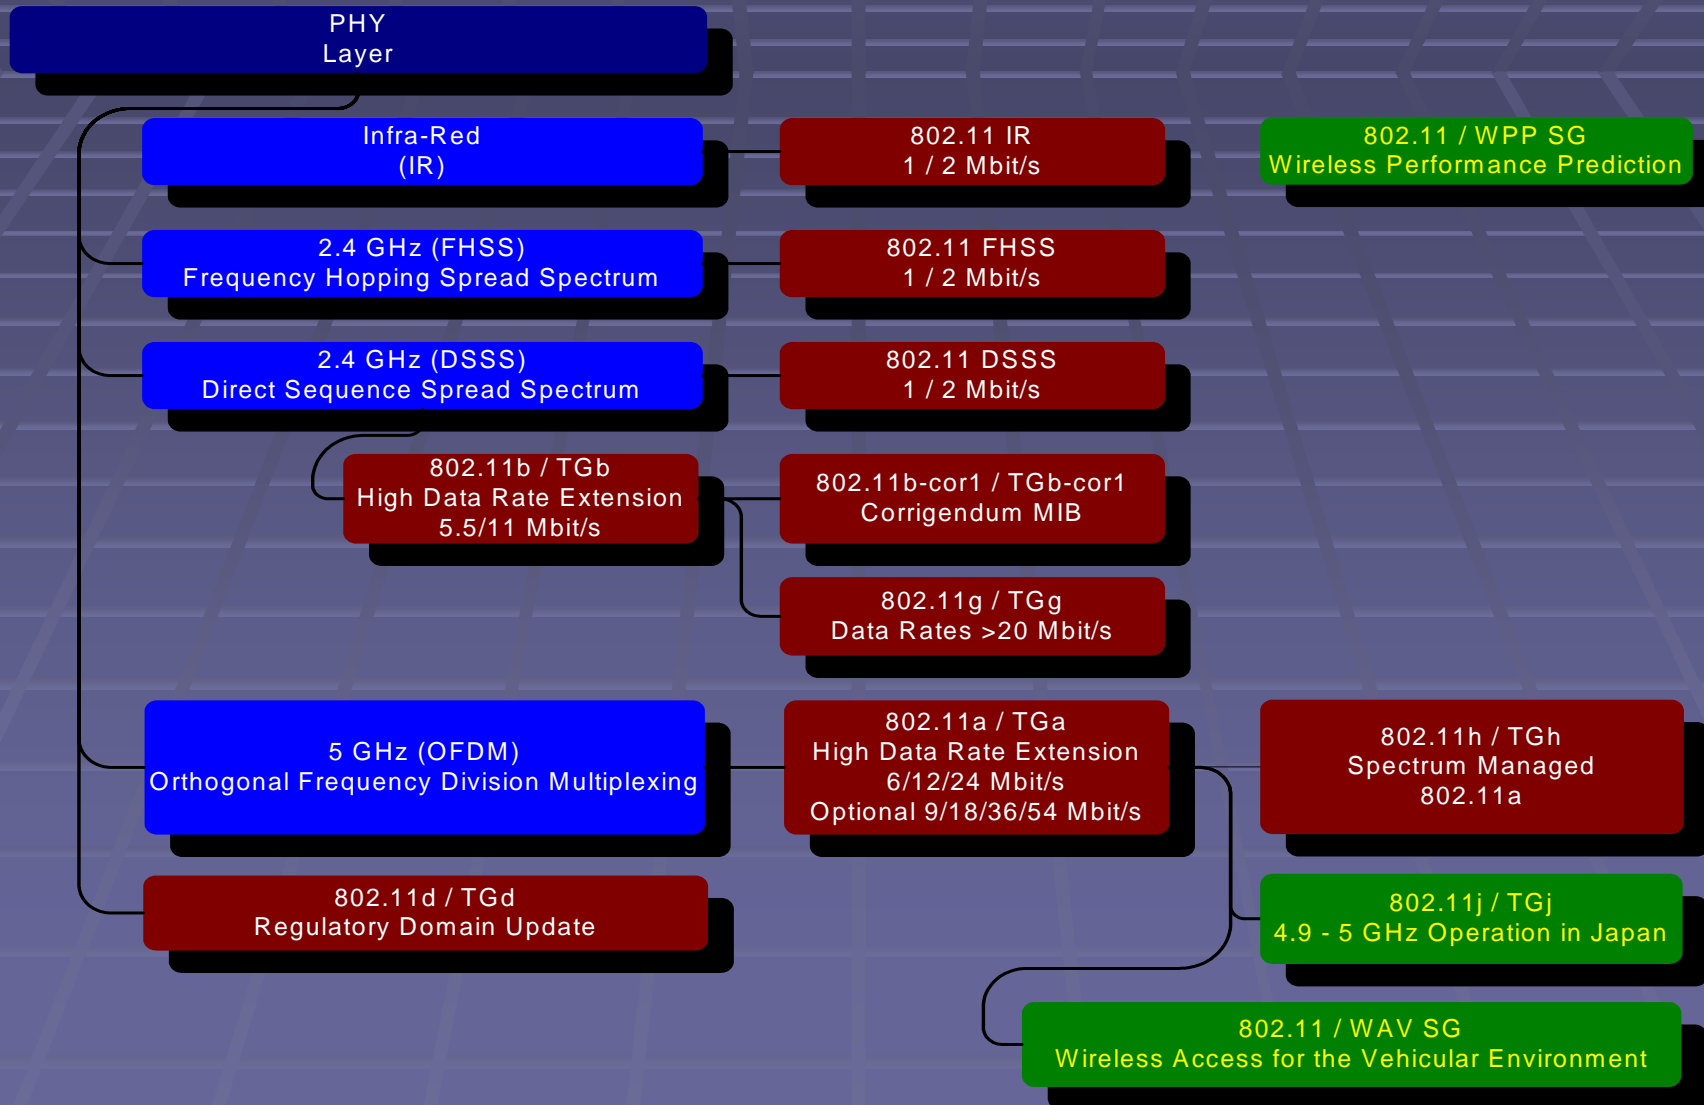 PHY
Layer
Infra-Red
(IR)
802.11 IR
1 / 2 Mbit/s
802.11 / WPP SG
Wireless Performance Prediction
2.4 GHz (FHSS)
Frequency Hopping Spread Spectrum
802.11 FHSS
1 / 2 Mbit/s
2.4 GHz (DSSS)
Direct Sequence Spread Spectrum
802.11 DSSS
1 / 2 Mbit/s
802.11b / TGb
High Data Rate Extension
5.5/11 Mbit/s
802.11b-cor1 / TGb-cor1
Corrigendum MIB
802.11g / TGg
Data Rates >20 Mbit/s
5 GHz (OFDM)
Orthogonal Frequency Division Multiplexing
802.11a / TGa
High Data Rate Extension
6/12/24 Mbit/s
Optional 9/18/36/54 Mbit/s
802.11h / TGh
Spectrum Managed
802.11a
802.11d / TGd
Regulatory Domain Update
802.11j / TGj
4.9 - 5 GHz Operation in Japan
802.11 / WAV SG
Wireless Access for the Vehicular Environment